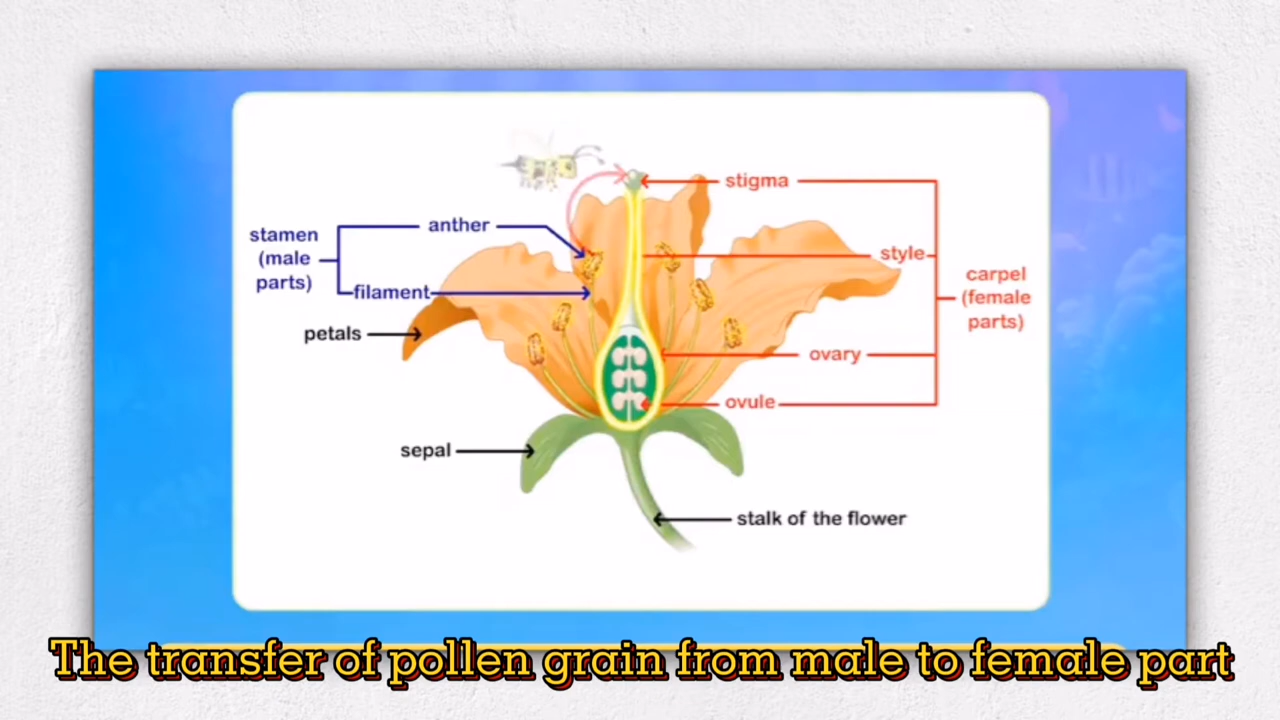 stigma
anther
stamen
(male
parts)
style
carpel
(female
parts)
filament
petals
ovary
ovule
sepal
stalk of the flower
The transfer of pollen grain from male to female part